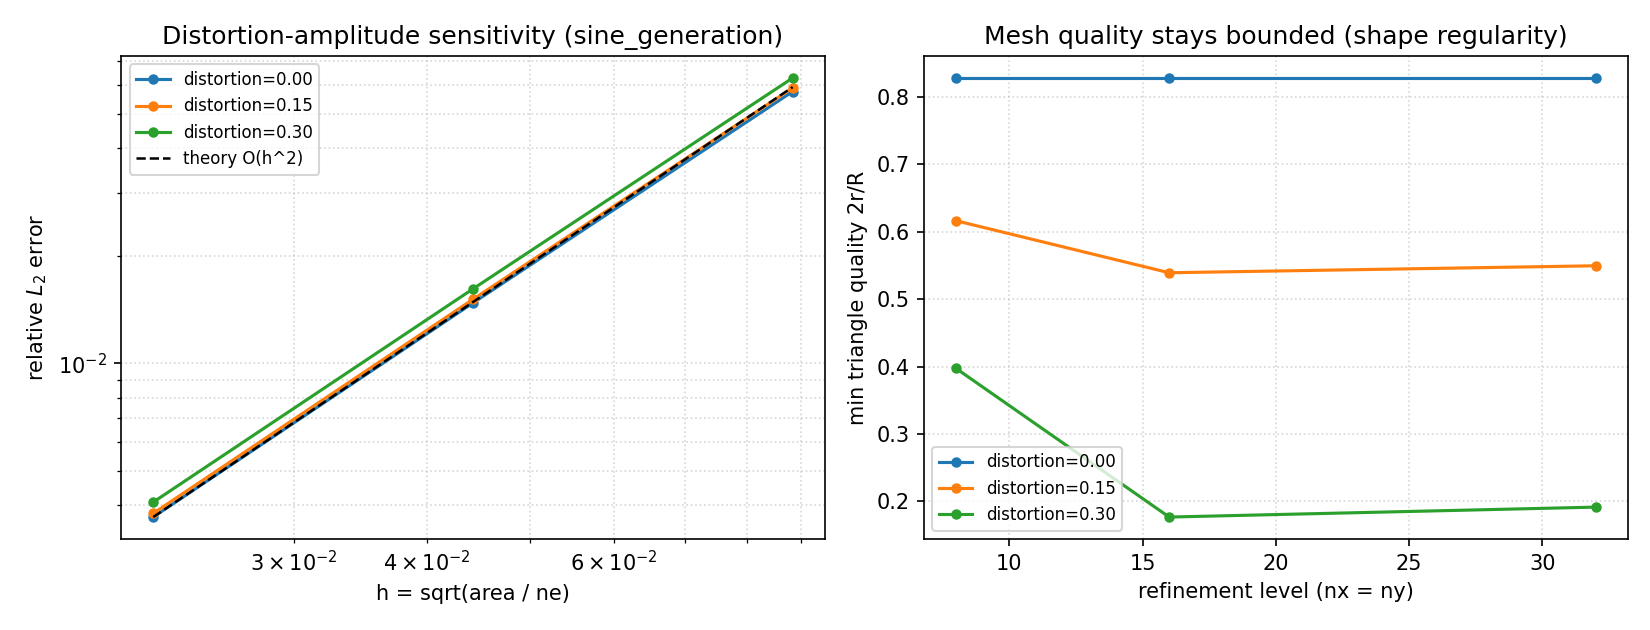 Distortion-amplitude sensitivity (sine_generation)
distortion=0.00
distortion=0.15
distortion=0.30
theory O(h^2)
relative L₂ error
10⁻²
3 × 10⁻²
4 × 10⁻²
6 × 10⁻²
h = sqrt(area / ne)
Mesh quality stays bounded (shape regularity)
min triangle quality 2r/R
0.8
0.7
0.6
0.5
0.4
0.3
0.2
distortion=0.00
distortion=0.15
distortion=0.30
10
15
20
25
30
refinement level (nx = ny)